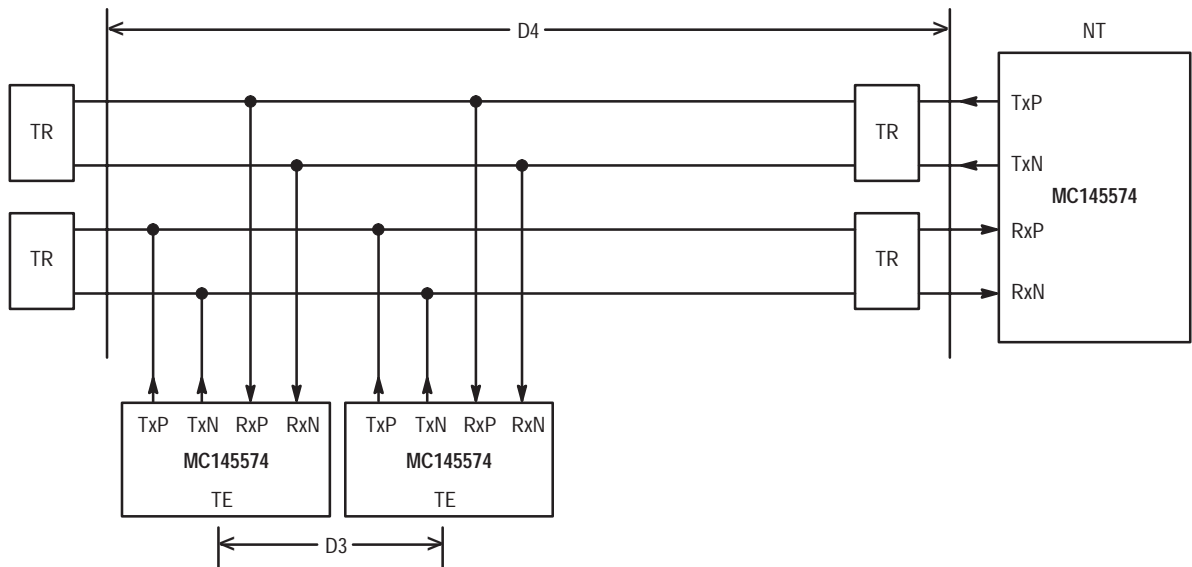 D4
NT
TR
TR
TxP
TxN
MC145574
TR
TR
RxP
RxN
TxP TxN RxP RxN
MC145574
TE
TxP TxN RxP RxN
MC145574
TE
D3